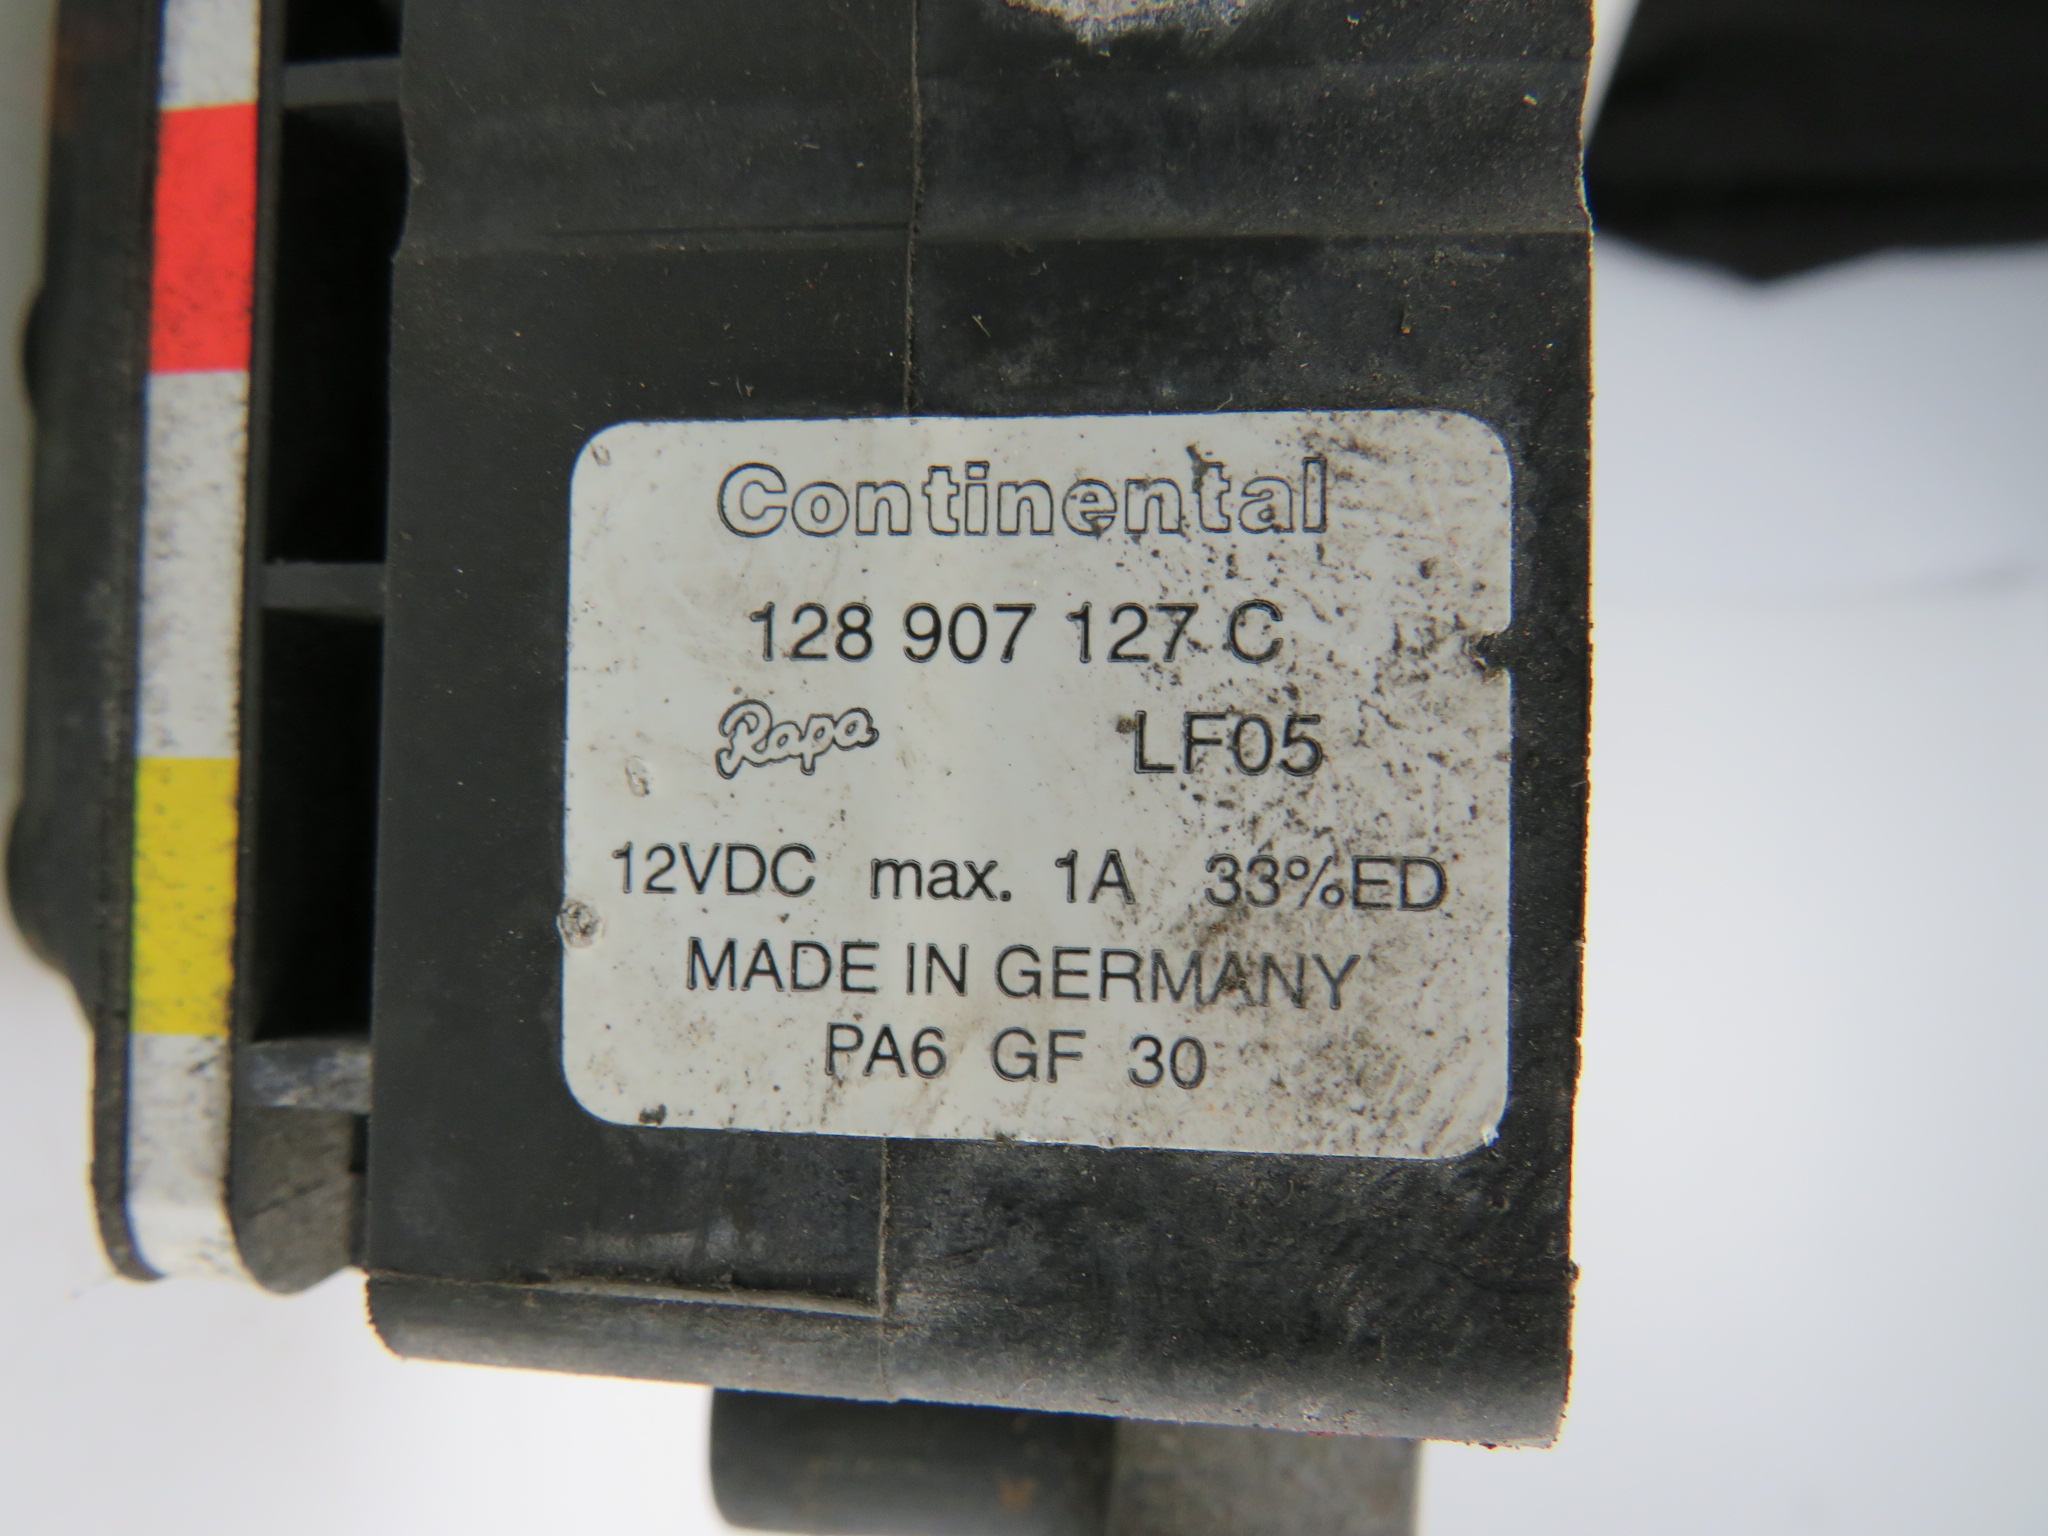 Continental
128 907 127 C
Rapa LF05
12VDC max. 1A 33%ED
MADE IN GERMANY
PA6 GF 30